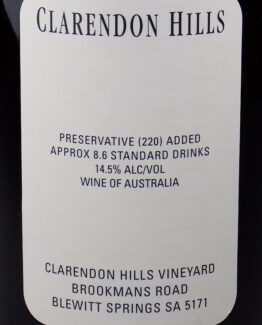 CLARENDON HILLS
PRESERVATIVE (220) ADDED
APPROX 8.6 STANDARD DRINKS
14.5% ALC/VOL
WINE OF AUSTRALIA
CLARENDON HILLS VINEYARD
BROOKMANS ROAD
BLEWITT SPRINGS SA 5171